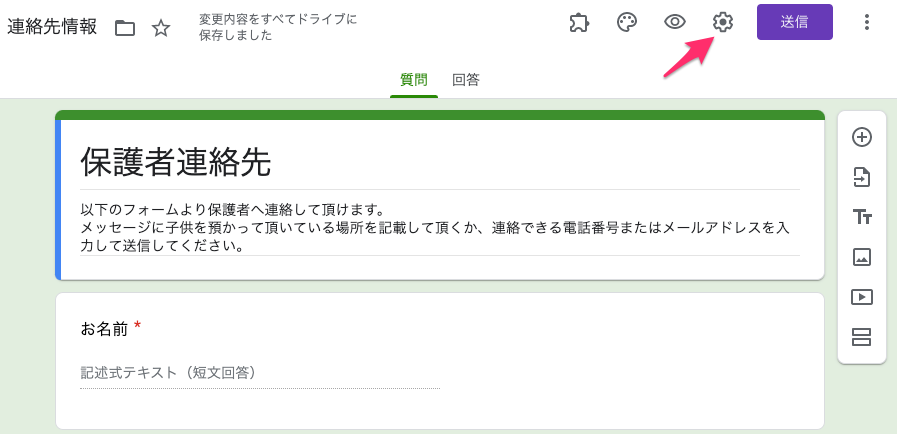 連絡先情報
変更内容をすべてドライブに
保存しました
送信
質問
回答
保護者連絡先
以下のフォームより保護者へ連絡して頂けます。
メッセージに子供を預かって頂いている場所を記載して頂くか、連絡できる電話番号またはメールアドレスを入
力して送信してください。
お名前 *
記述式テキスト（短文回答）